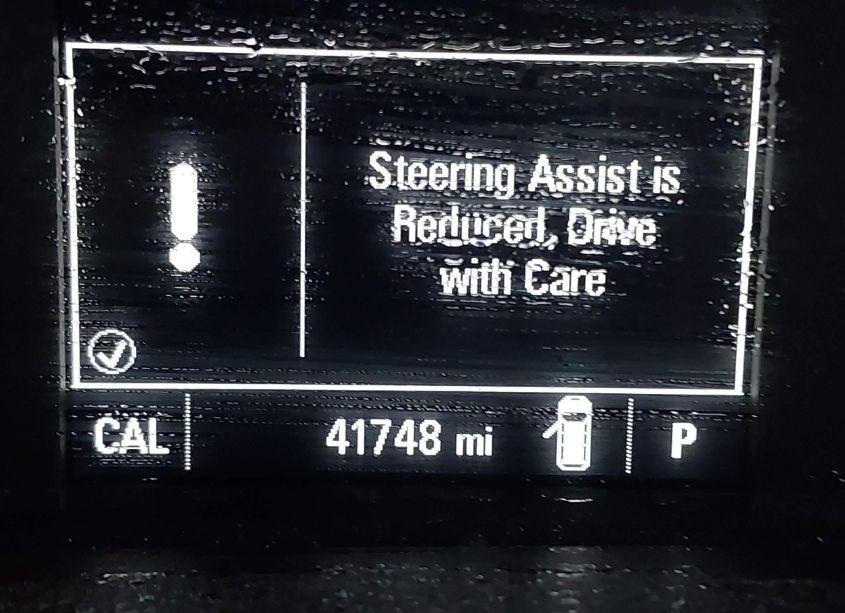 Steering Assist is
Reduced, Drive
with Care
CAL 41748 mi P